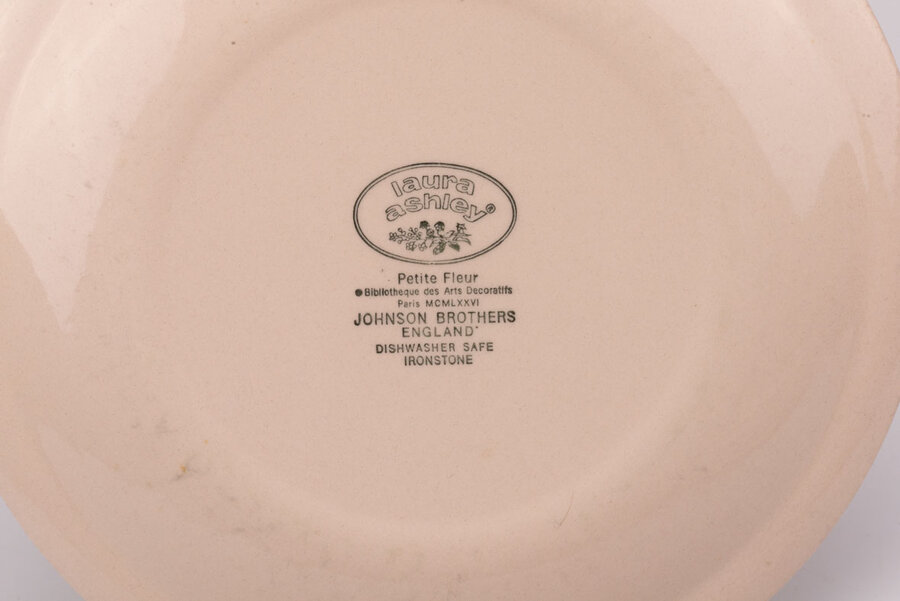 laura
ashley®
Petite Fleur
Bibliotheque des Arts Decoratifs
Paris MCMLXXVI
JOHNSON BROTHERS
ENGLAND
DISHWASHER SAFE
IRONSTONE